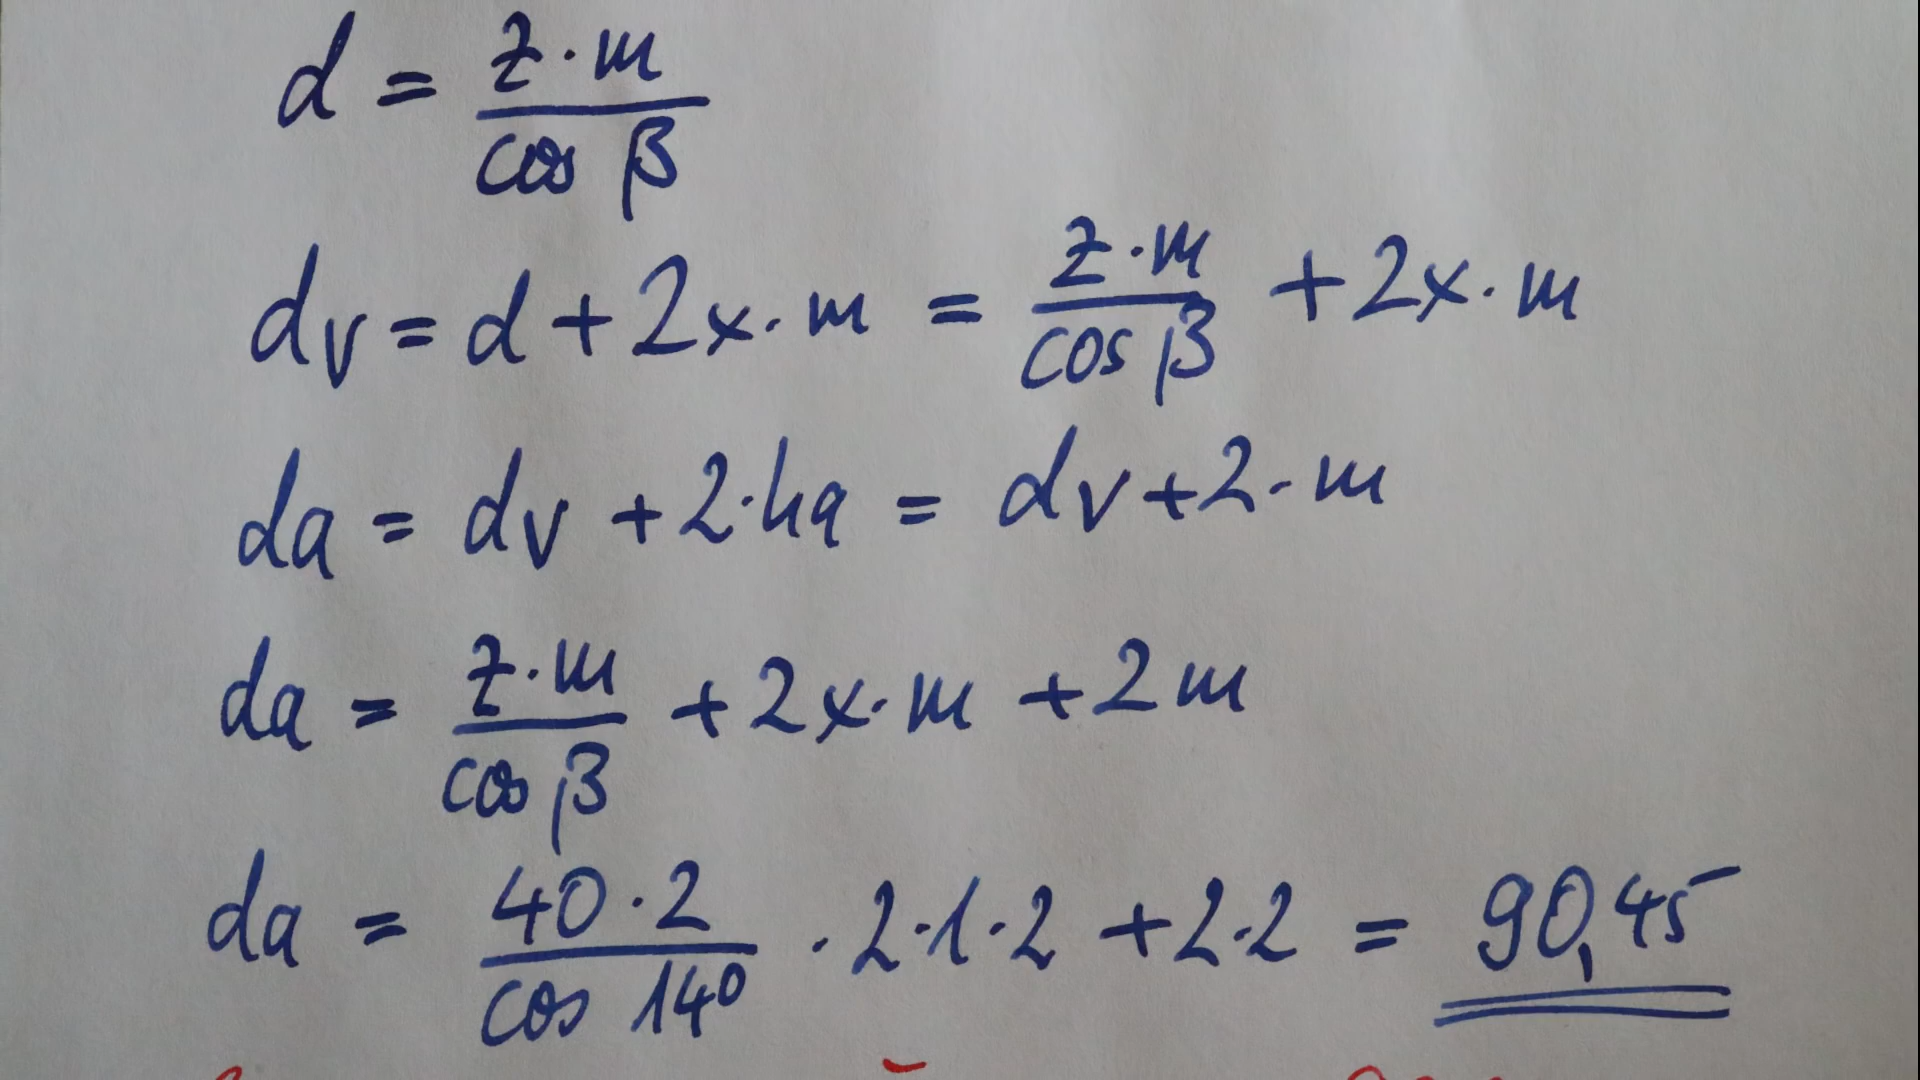 d = z·m / cos β
dv = d + 2x·m = z·m / cos β + 2x·m
da = dv + 2·ha = dv + 2·m
da = z·m / cos β + 2x·m + 2m
da = 40·2 / cos 14° · 2·1·2 + 2·2 = 90,45